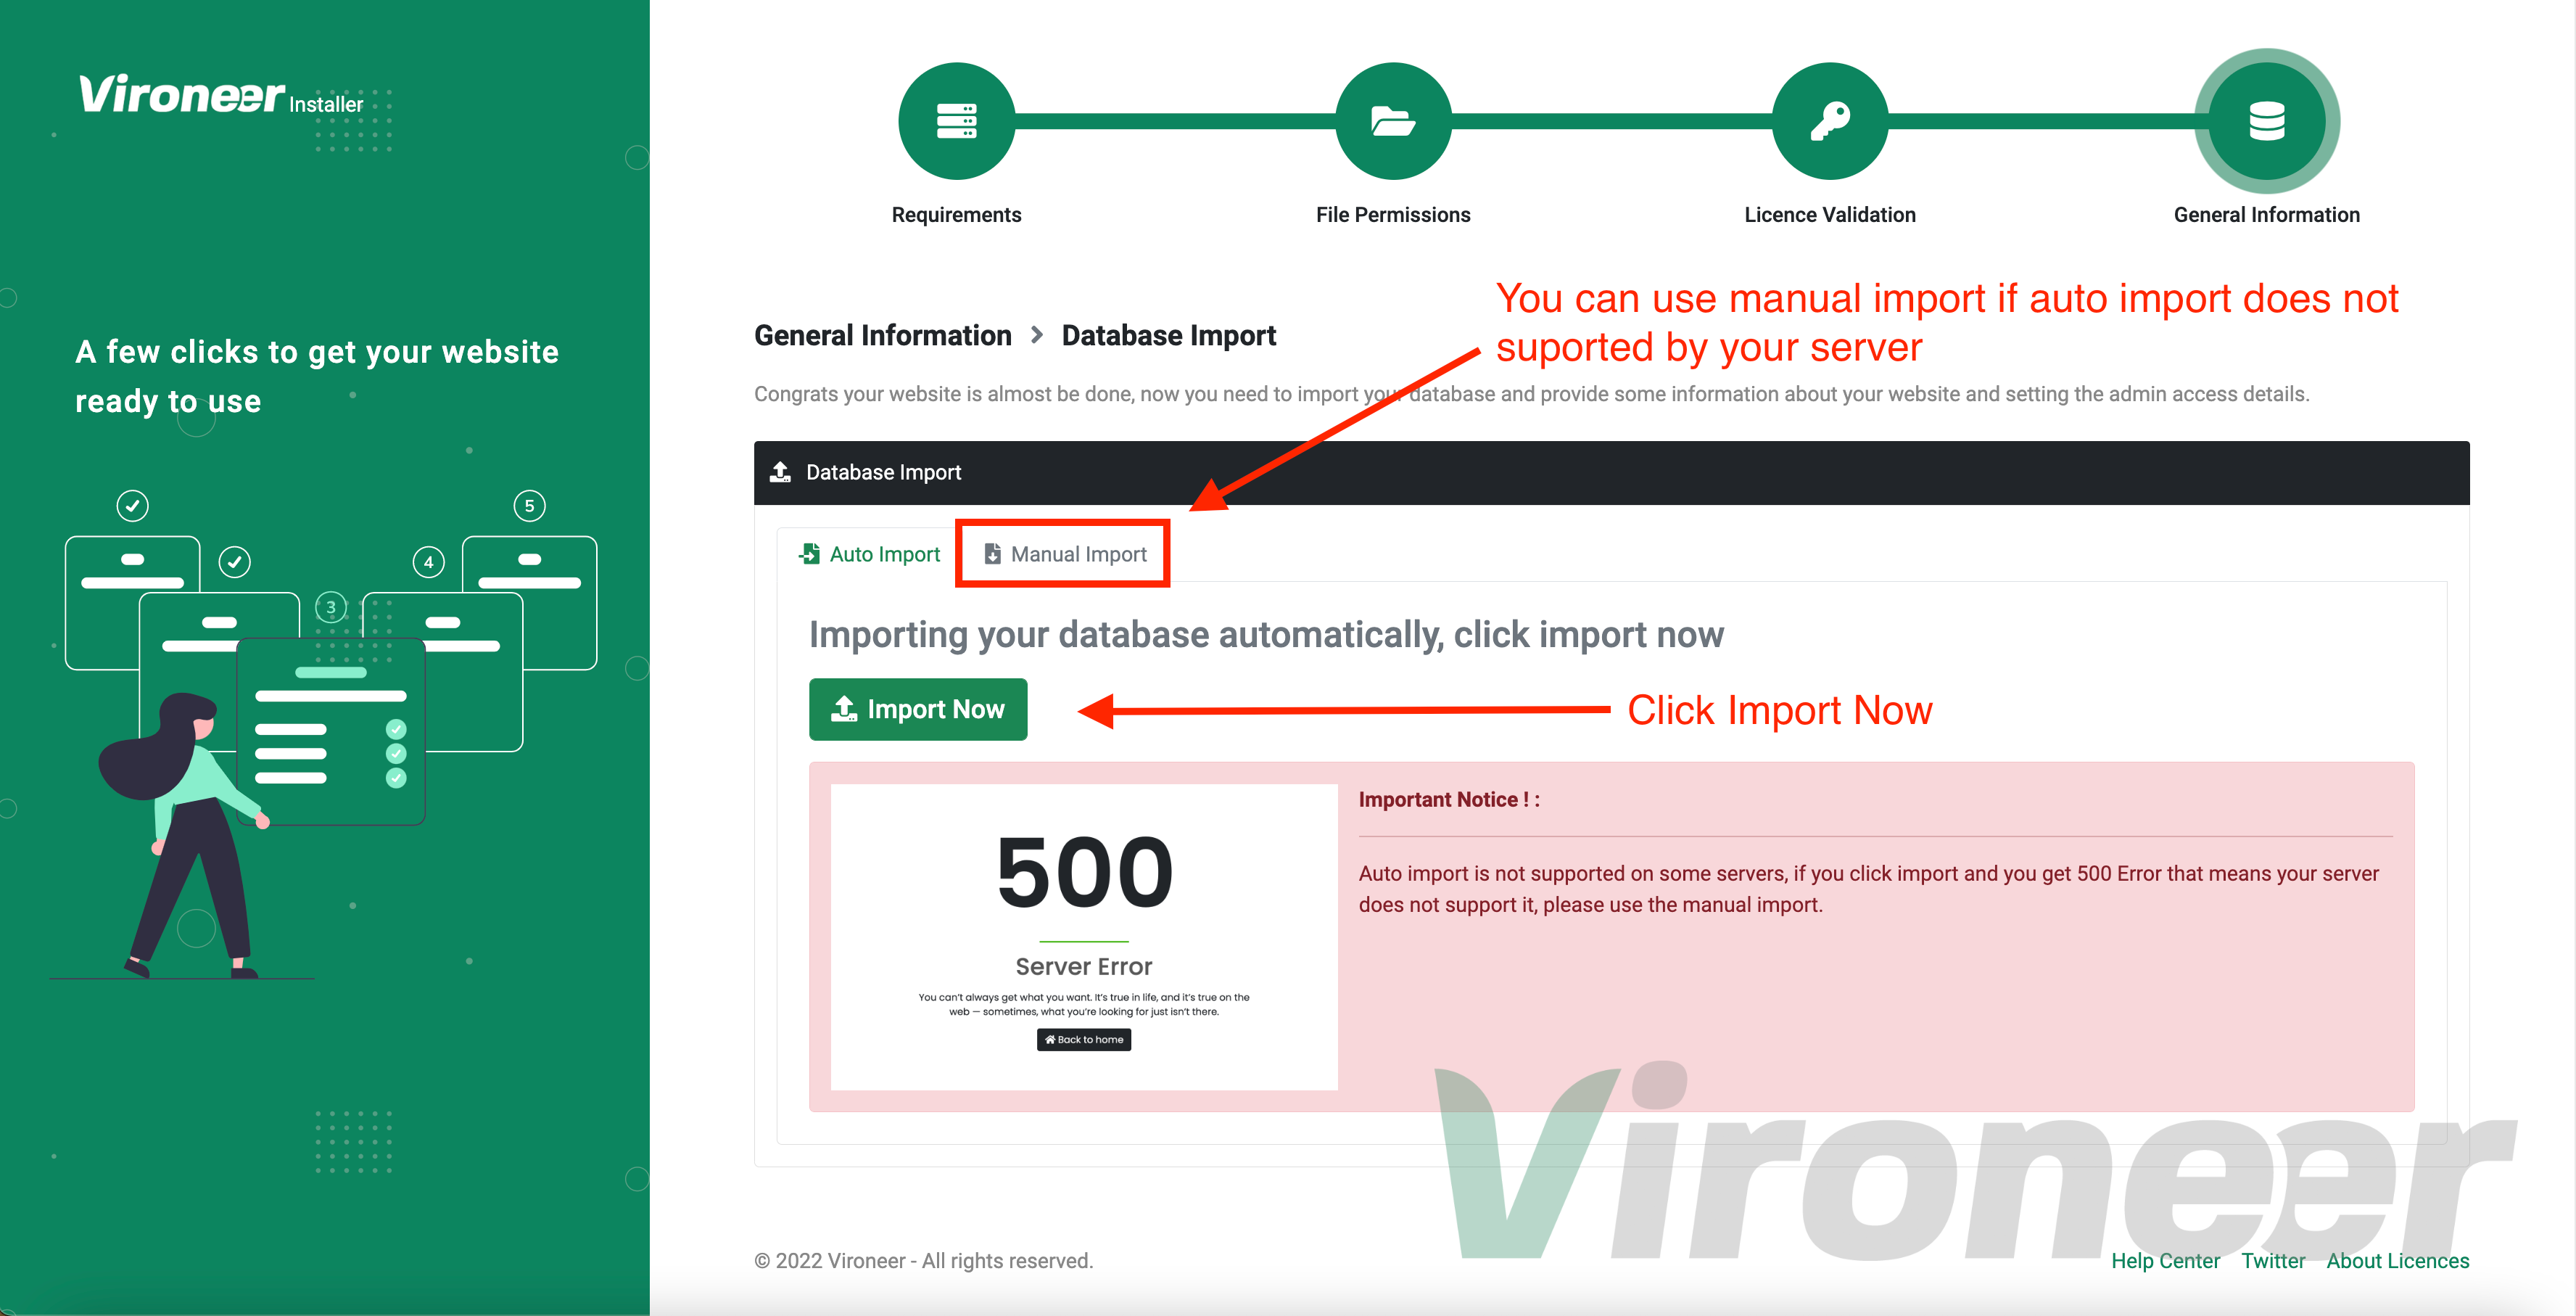 Vironeer Installer
Requirements
File Permissions
Licence Validation
General Information
A few clicks to get your website
ready to use
5
4
3
You can use manual import if auto import does not
suported by your server
General Information > Database Import
Congrats your website is almost be done, now you need to import your database and provide some information about your website and setting the admin access details.
Database Import
Auto Import
Manual Import
Importing your database automatically, click import now
Import Now
Click Import Now
500
Server Error
You can't always get what you want. It's true in life, and it's true on the
web — sometimes, what you're looking for just isn't there.
Back to home
Important Notice ! :
Auto import is not supported on some servers, if you click import and you get 500 Error that means your server
does not support it, please use the manual import.
Vironeer
© 2022 Vironeer - All rights reserved.
Help Center Twitter About Licences